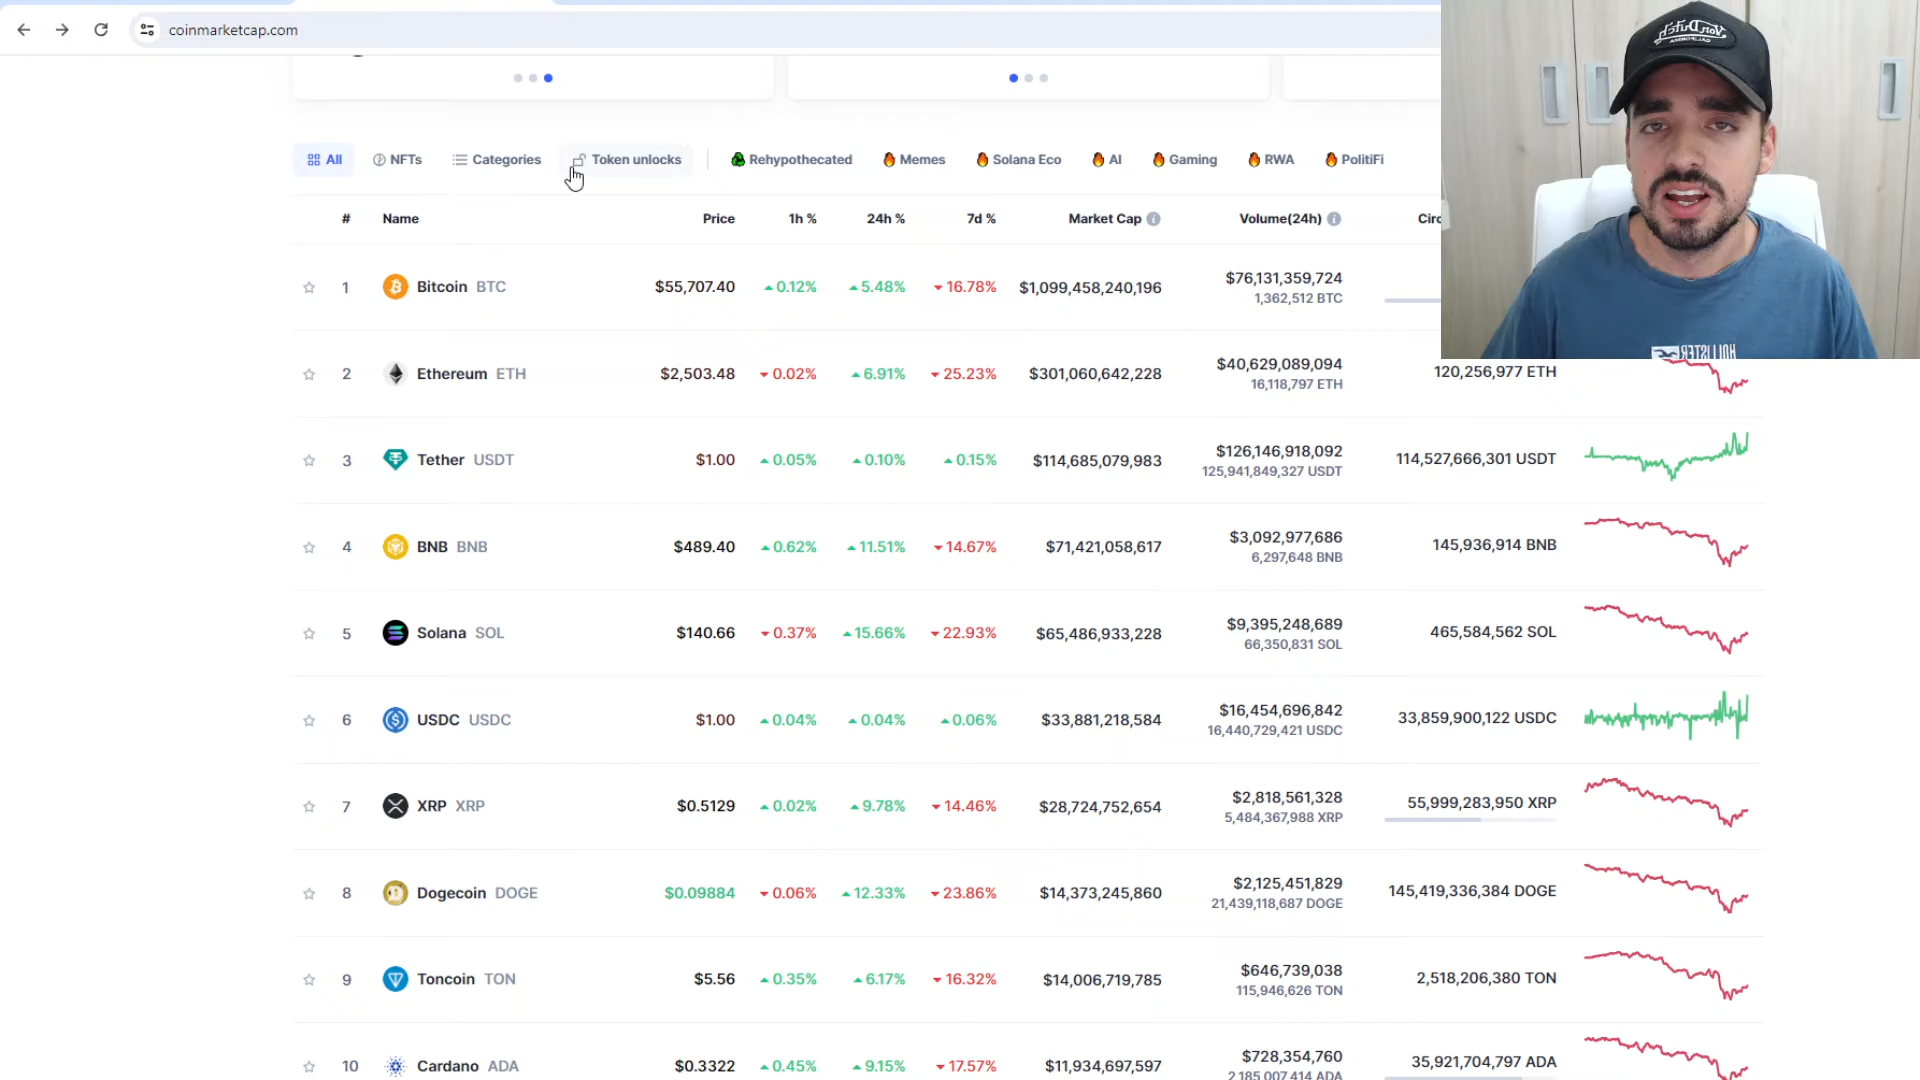 coinmarketcap.com
All NFTs Categories Token unlocks Rehypothecated Memes Solana Eco AI Gaming RWA PolitiFi
# Name Price 1h % 24h % 7d % Market Cap Volume(24h) Circ
1 Bitcoin BTC $55,707.40 0.12% 5.48% 16.78% $1,099,458,240,196 $76,131,359,724
1,362,512 BTC
2 Ethereum ETH $2,503.48 0.02% 6.91% 25.23% $301,060,642,228 $40,629,089,094 120,256,977 ETH
16,118,797 ETH
3 Tether USDT $1.00 0.05% 0.10% 0.15% $114,685,079,983 $126,146,918,092 114,527,666,301 USDT
125,941,849,327 USDT
4 BNB BNB $489.40 0.62% 11.51% 14.67% $71,421,058,617 $3,092,977,686 145,936,914 BNB
6,297,648 BNB
5 Solana SOL $140.66 0.37% 15.66% 22.93% $65,486,933,228 $9,395,248,689 465,584,562 SOL
66,350,831 SOL
6 USDC USDC $1.00 0.04% 0.04% 0.06% $33,881,218,584 $16,454,696,842 33,859,900,122 USDC
16,440,729,421 USDC
7 XRP XRP $0.5129 0.02% 9.78% 14.46% $28,724,752,654 $2,818,561,328 55,999,283,950 XRP
5,484,367,988 XRP
8 Dogecoin DOGE $0.09884 0.06% 12.33% 23.86% $14,373,245,860 $2,125,451,829 145,419,336,384 DOGE
21,439,118,687 DOGE
9 Toncoin TON $5.56 0.35% 6.17% 16.32% $14,006,719,785 $646,739,038 2,518,206,380 TON
115,946,626 TON
10 Cardano ADA $0.3322 0.45% 9.15% 17.57% $11,934,697,597 $728,354,760 35,921,704,797 ADA
2,185,007,414 ADA
Von Dutch
HOLLISTER